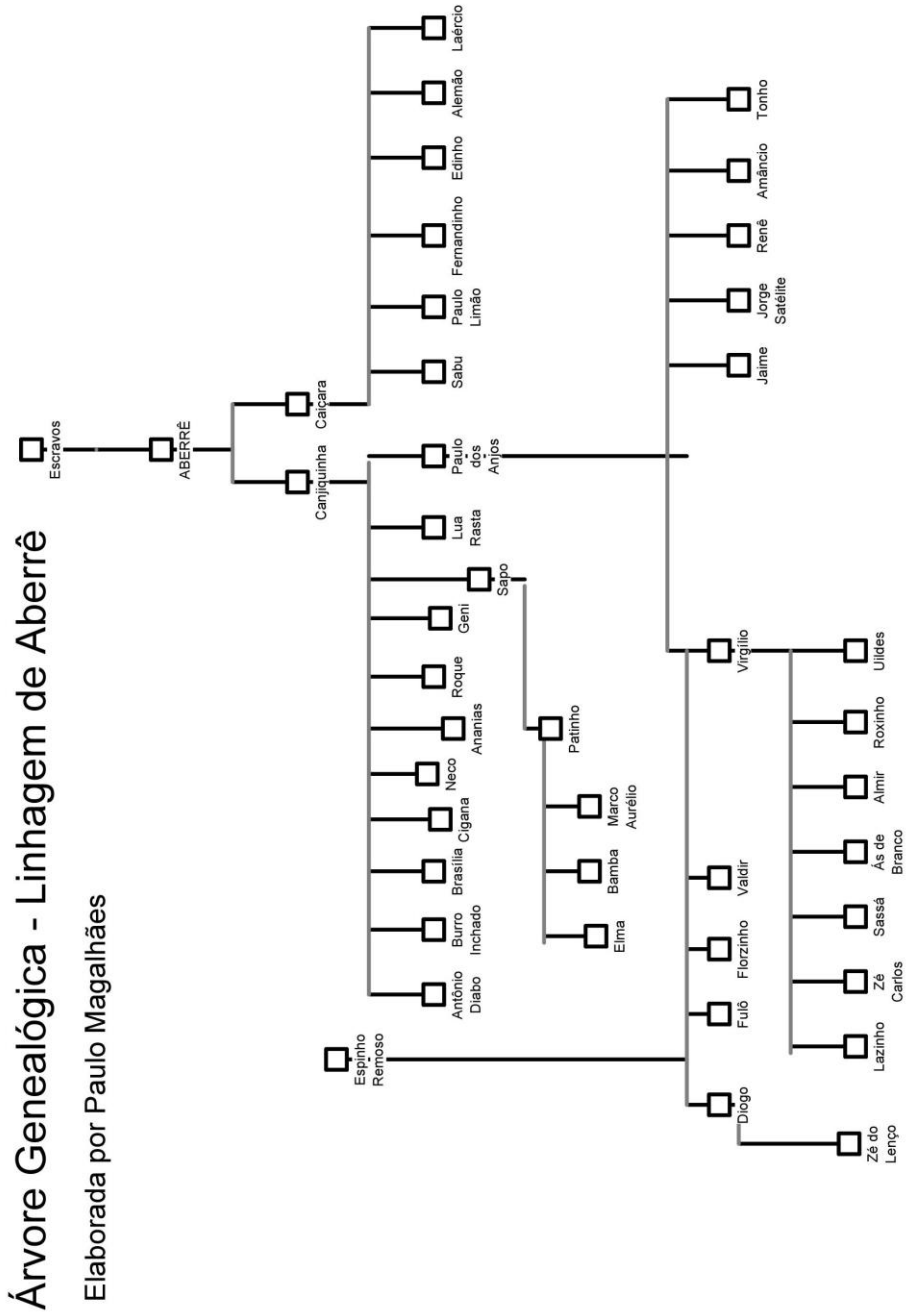 Árvore Genealógica - Linhagem de Aberrê
Elaborada por Paulo Magalhães
Escravos
ABERRÊ
Canjiquinha
Caiçara
Antônio
Diabo
Burro
Inchado
Brasília
Cigana
Neco
Ananias
Roque
Geni
Sapo
Lua
Rasta
Paulo
dos
Anjos
Sabu
Paulo
Limão
Fernandinho
Edinho
Alemão
Laércio
Espinho
Remoso
Patinho
Elma
Bamba
Marco
Aurélio
Diogo
Fulô
Florzinho
Valdir
Virgílio
Jaime
Jorge
Satélite
Renê
Amâncio
Tonho
Zé do
Lenço
Lazinho
Zé
Carlos
Sassá
Ás de
Branco
Almir
Roxinho
Uildes